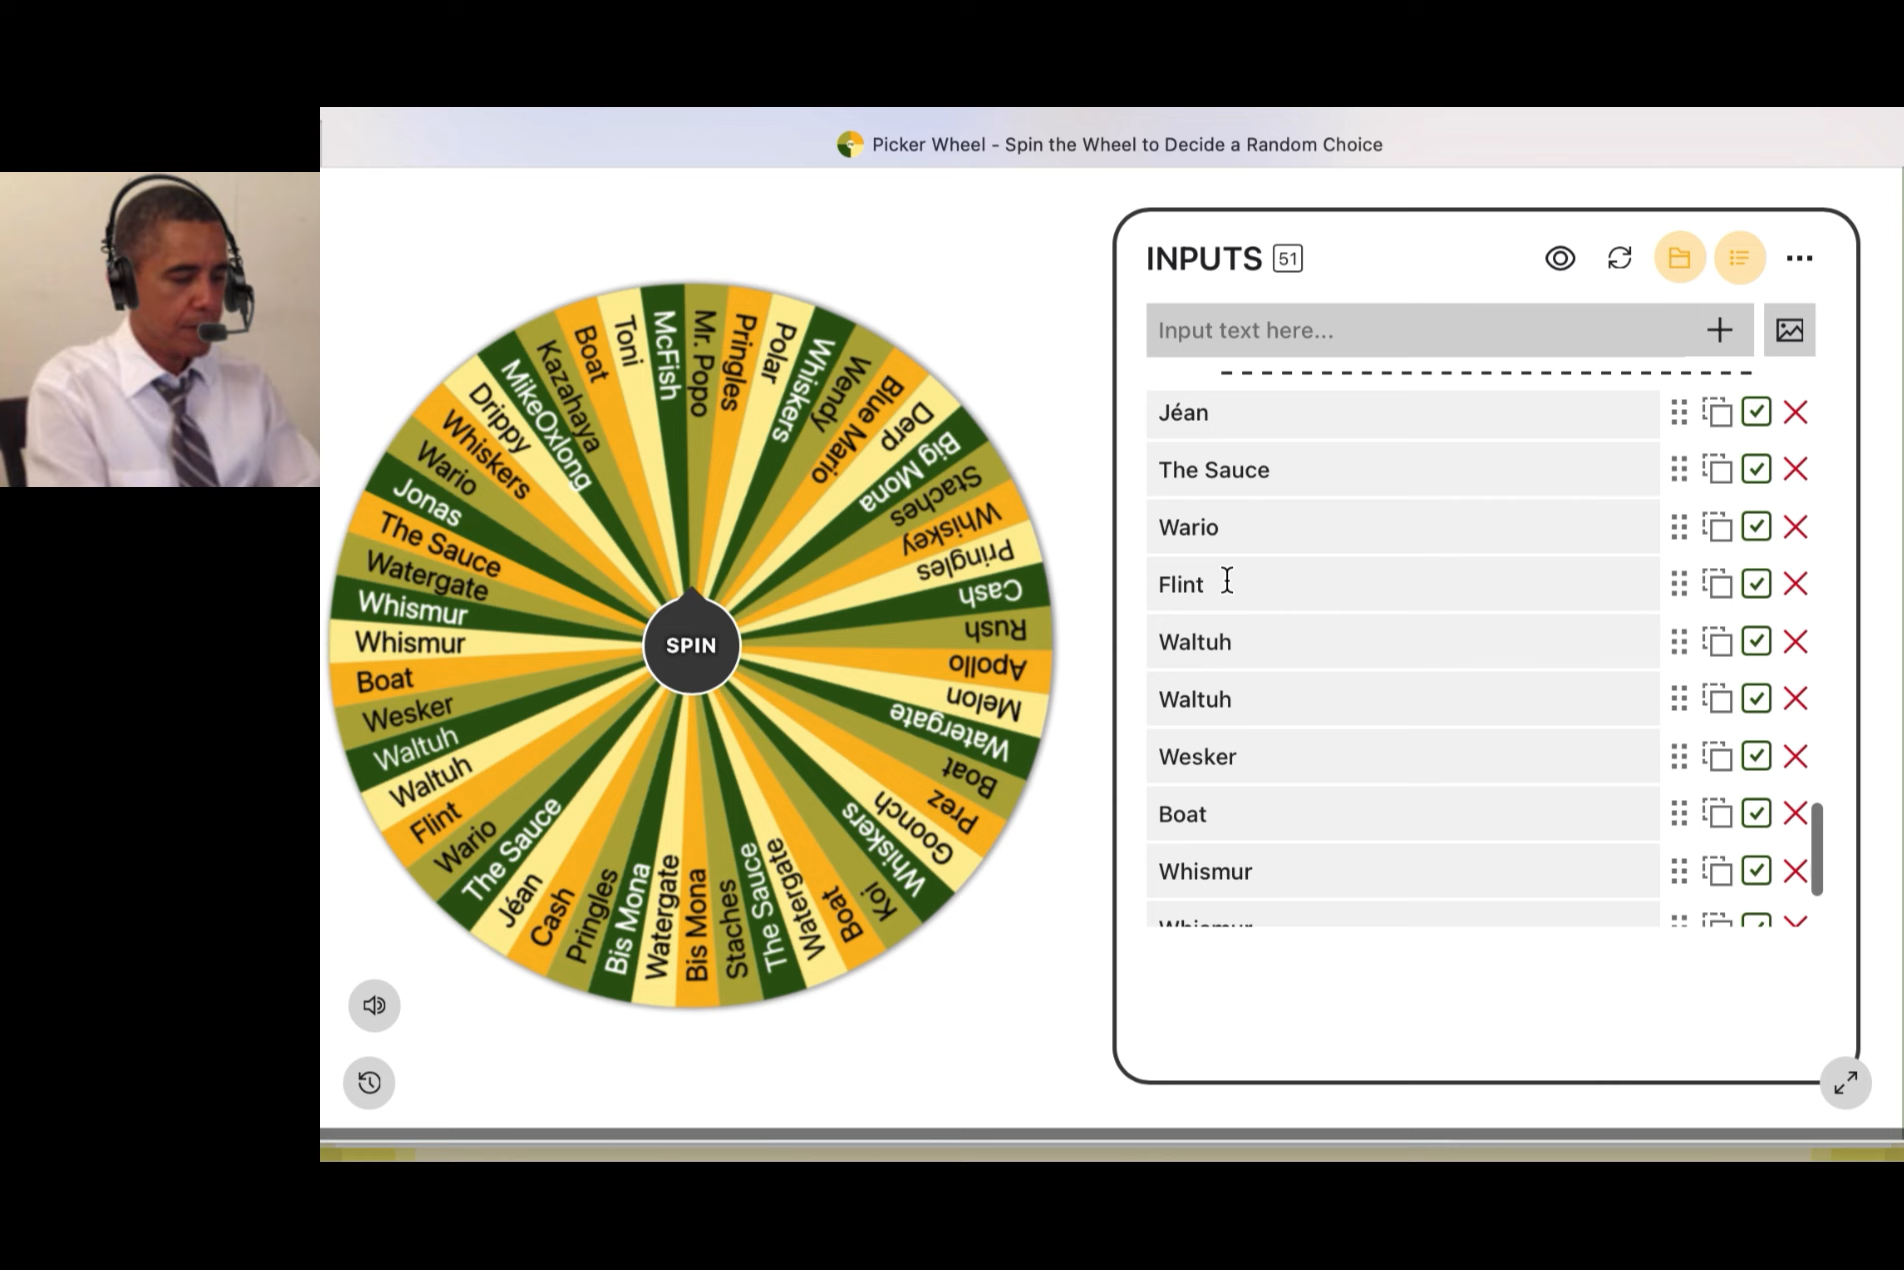 Picker Wheel - Spin the Wheel to Decide a Random Choice
INPUTS 51
Input text here...
Jéan
The Sauce
Wario
Flint
Waltuh
Waltuh
Wesker
Boat
Whismur
Whismur
SPIN
Mr. Popo
Pringles
Polar
Whiskers
Wendy
Blue Mario
Derp
Big Mona
Staches
Whiskey
Pringles
Cash
Rush
Apollo
Melon
Watergate
Boat
Prez
Goonch
Whiskers
Koi
Boat
Watergate
The Sauce
Staches
Bis Mona
Watergate
Bis Mona
Pringles
Cash
Jéan
The Sauce
Wario
Flint
Waltuh
Waltuh
Wesker
Boat
Whismur
Whismur
Watergate
The Sauce
Jonas
Wario
Whiskers
Drippy
MikeOxlong
Kazahaya
Boat
Toni
McFish